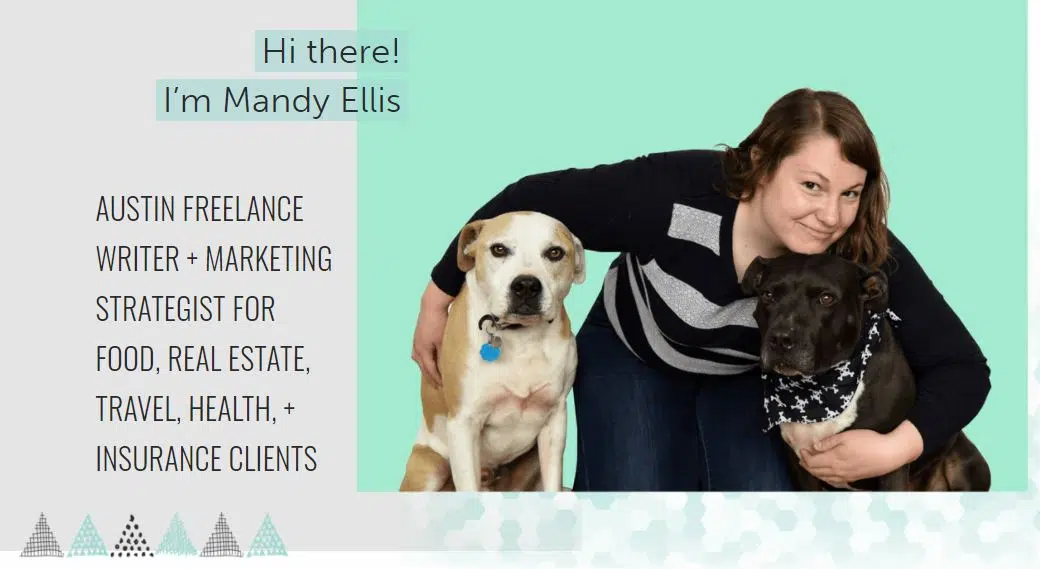 Hi there!
I’m Mandy Ellis
AUSTIN FREELANCE
WRITER + MARKETING
STRATEGIST FOR
FOOD, REAL ESTATE,
TRAVEL, HEALTH, +
INSURANCE CLIENTS